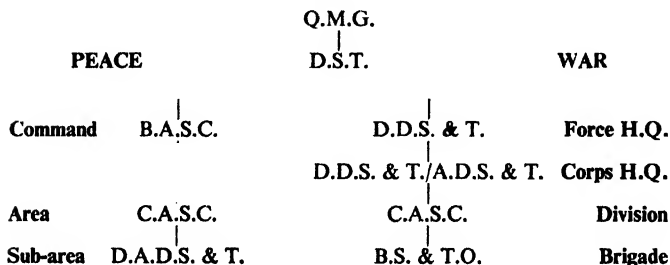 Q.M.G.
PEACE D.S.T. WAR
Command B.A.S.C. D.D.S. & T. Force H.Q.
D.D.S. & T./A.D.S. & T. Corps H.Q.
Area C.A.S.C. C.A.S.C. Division
Sub-area D.A.D.S. & T. B.S. & T.O. Brigade